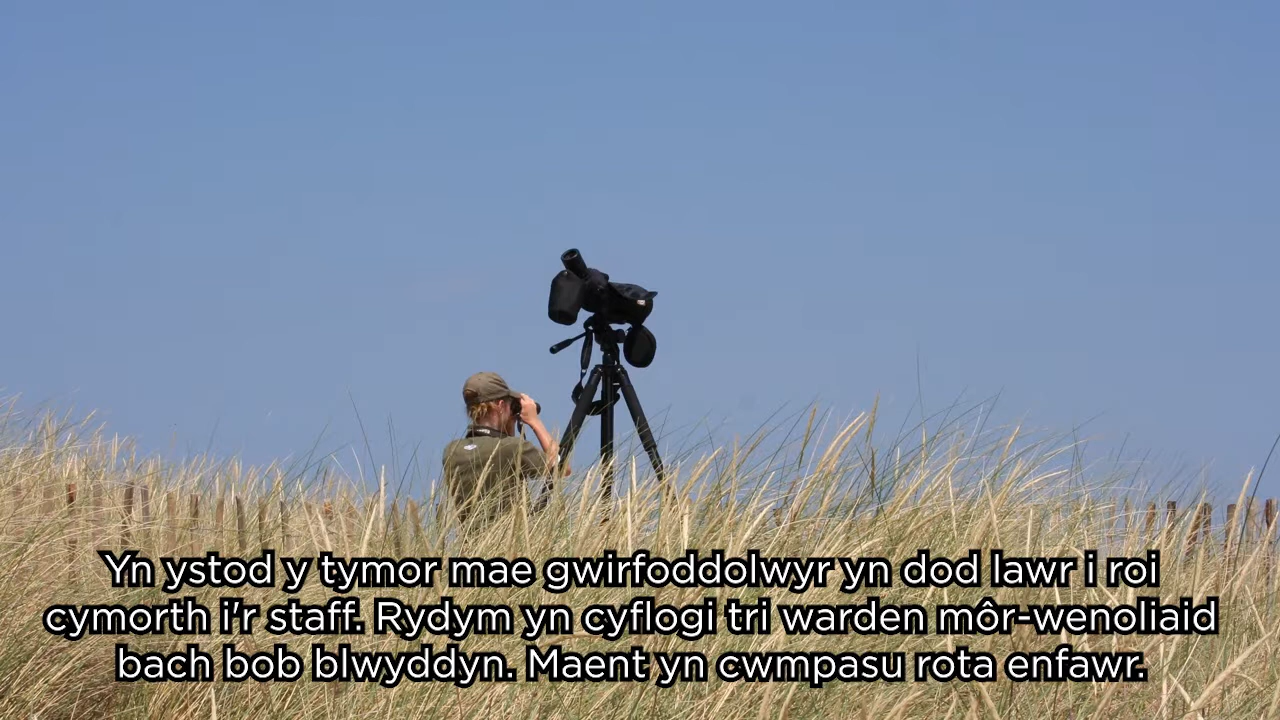 Yn ystod y tymor mae gwirfoddolwyr yn dod lawr i roi
cymorth i'r staff. Rydym yn cyflogi tri warden môr-wenoliaid
bach bob blwyddyn. Maent yn cwmpasu rota enfawr.